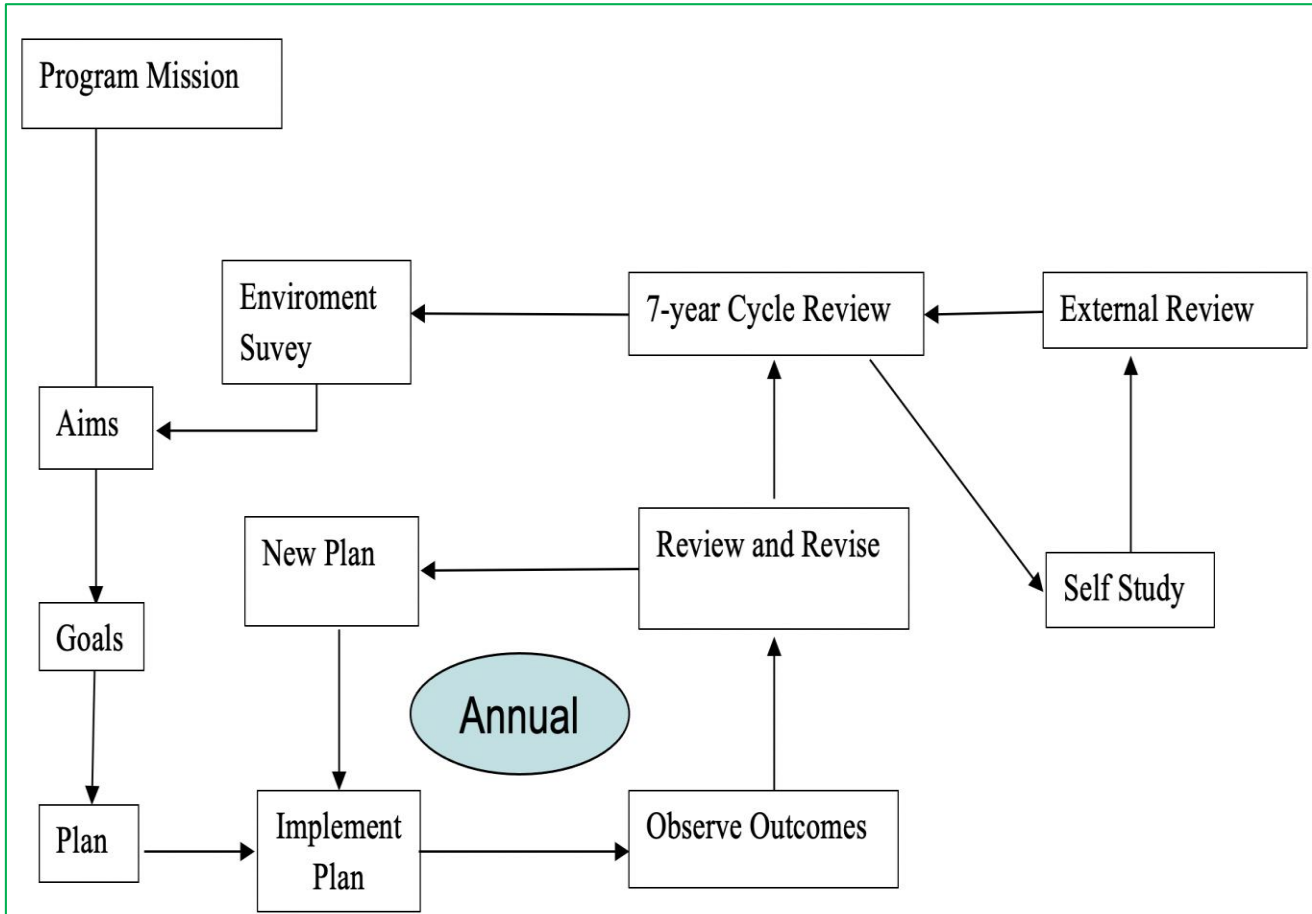 Program Mission
Enviroment
Suvey
7-year Cycle Review
External Review
Aims
New Plan
Review and Revise
Self Study
Goals
Annual
Plan
Implement
Plan
Observe Outcomes